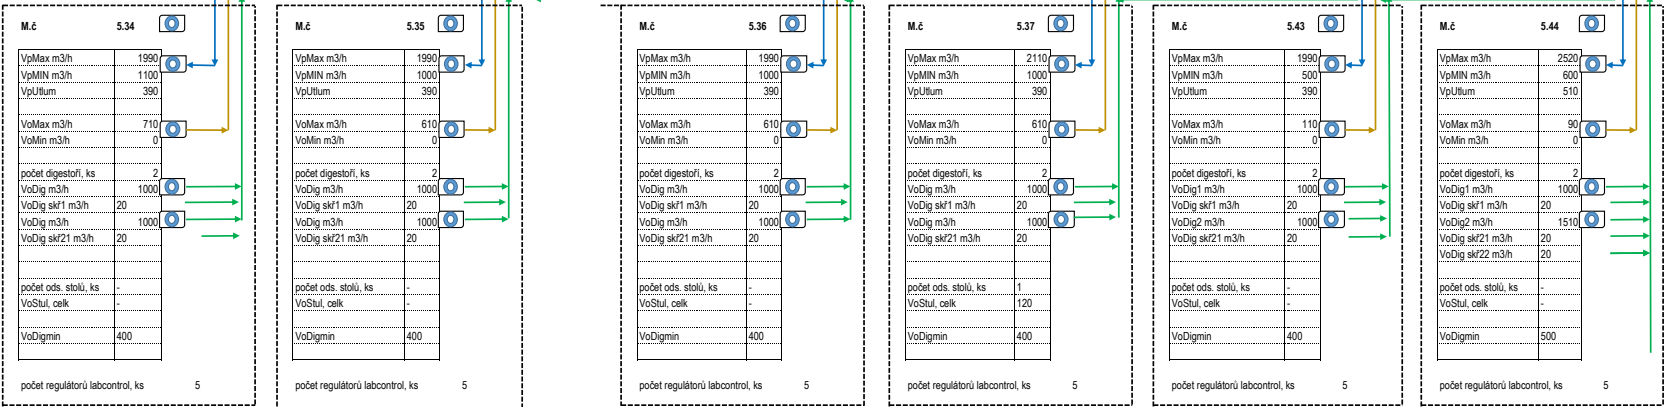 M.č 5.34
VpMax m3/h 1990
VpMIN m3/h 1100
VpUtlum 390
VoMax m3/h 710
VoMin m3/h 0
počet digestoří, ks 2
VoDig m3/h 1000
VoDig skř1 m3/h 20
VoDig m3/h 1000
VoDig skř21 m3/h 20
počet ods. stolů, ks -
VoStul, celk -
VoDigmin 400
počet regulátorů labcontrol, ks 5
M.č 5.35
VpMax m3/h 1990
VpMIN m3/h 1000
VpUtlum 390
VoMax m3/h 610
VoMin m3/h 0
počet digestoří, ks 2
VoDig m3/h 1000
VoDig skř1 m3/h 20
VoDig m3/h 1000
VoDig skř21 m3/h 20
počet ods. stolů, ks -
VoStul, celk -
VoDigmin 400
počet regulátorů labcontrol, ks 5
M.č 5.36
VpMax m3/h 1990
VpMIN m3/h 1000
VpUtlum 390
VoMax m3/h 610
VoMin m3/h 0
počet digestoří, ks 2
VoDig m3/h 1000
VoDig skř1 m3/h 20
VoDig m3/h 1000
VoDig skř21 m3/h 20
počet ods. stolů, ks -
VoStul, celk -
VoDigmin 400
počet regulátorů labcontrol, ks 5
M.č 5.37
VpMax m3/h 2110
VpMIN m3/h 1000
VpUtlum 390
VoMax m3/h 610
VoMin m3/h 0
počet digestoří, ks 2
VoDig m3/h 1000
VoDig skř1 m3/h 20
VoDig m3/h 1000
VoDig skř21 m3/h 20
počet ods. stolů, ks 1
VoStul, celk 120
VoDigmin 400
počet regulátorů labcontrol, ks 5
M.č 5.43
VpMax m3/h 1990
VpMIN m3/h 500
VpUtlum 390
VoMax m3/h 110
VoMin m3/h 0
počet digestoří, ks 2
VoDig1 m3/h 1000
VoDig skř1 m3/h 20
VoDig2 m3/h 1000
VoDig skř21 m3/h 20
počet ods. stolů, ks -
VoStul, celk -
VoDigmin 400
počet regulátorů labcontrol, ks 5
M.č 5.44
VpMax m3/h 2520
VpMIN m3/h 600
VpUtlum 510
VoMax m3/h 90
VoMin m3/h 0
počet digestoří, ks 2
VoDig1 m3/h 1000
VoDig skř1 m3/h 20
VoDig2 m3/h 1510
VoDig skř21 m3/h 20
VoDig skř22 m3/h 20
počet ods. stolů, ks -
VoStul, celk -
VoDigmin 500
počet regulátorů labcontrol, ks 5